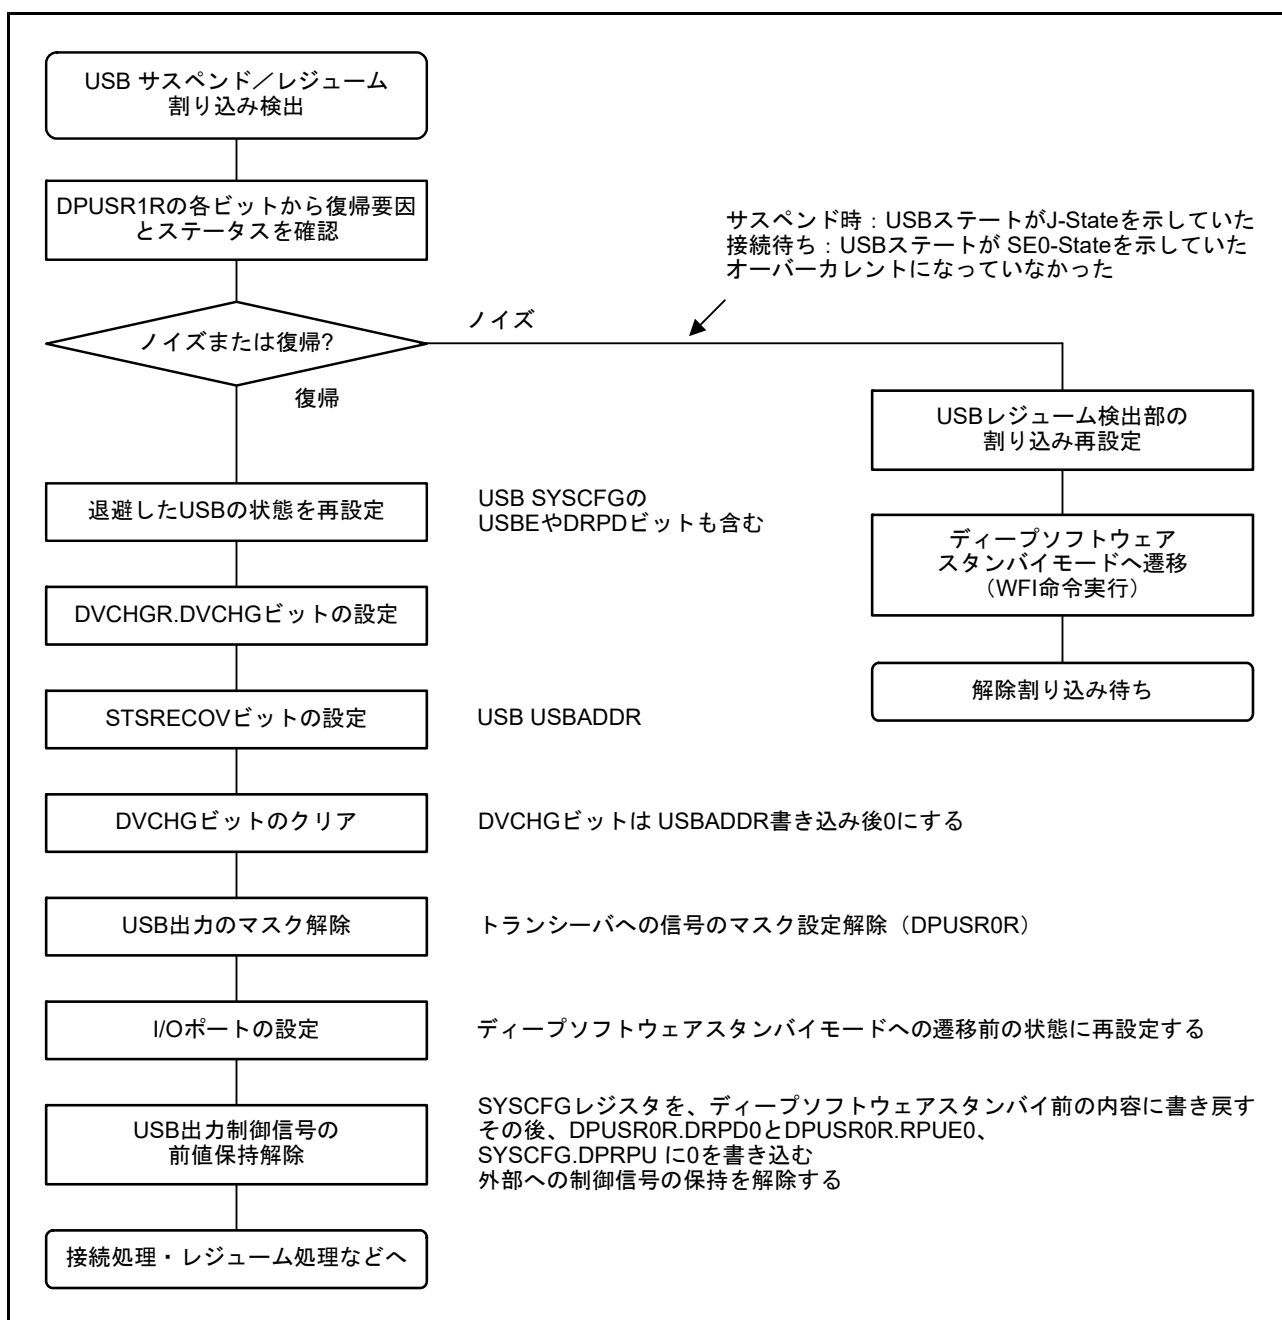 USB サスペンド／レジューム
割り込み検出
DPUSR1Rの各ビットから復帰要因
とステータスを確認
サスペンド時：USBステートがJ-Stateを示していた
接続待ち：USBステートが SE0-Stateを示していた
オーバーカレントになっていなかった
ノイズまたは復帰?
ノイズ
復帰
USBレジューム検出部の
割り込み再設定
ディープソフトウェア
スタンバイモードへ遷移
（WFI命令実行）
解除割り込み待ち
退避したUSBの状態を再設定
USB SYSCFGの
USBEやDRPDビットも含む
DVCHGR.DVCHGビットの設定
STSRECOVビットの設定
USB USBADDR
DVCHGビットのクリア
DVCHGビットは USBADDR書き込み後0にする
USB出力のマスク解除
トランシーバへの信号のマスク設定解除（DPUSR0R）
I/Oポートの設定
ディープソフトウェアスタンバイモードへの遷移前の状態に再設定する
USB出力制御信号の
前値保持解除
SYSCFGレジスタを、ディープソフトウェアスタンバイ前の内容に書き戻す
その後、DPUSR0R.DRPD0とDPUSR0R.RPUE0、
SYSCFG.DPRPU に0を書き込む
外部への制御信号の保持を解除する
接続処理・レジューム処理などへ